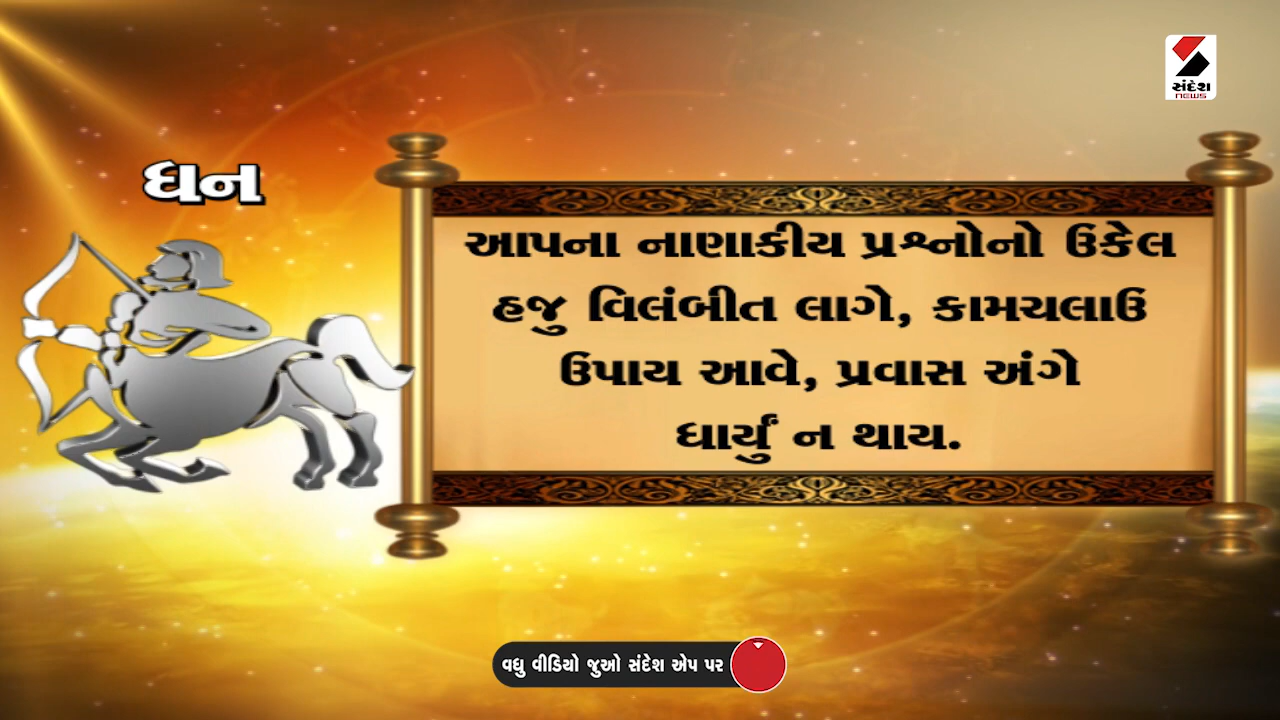 સંદેશ
NEWS
ધન
આપના નાણાકીય પ્રશ્નોનો ઉકેલ
હજુ વિલંબીત લાગે, કામચલાઉ
ઉપાય આવે, પ્રવાસ અંગે
ધાર્યું ન થાય.
વધુ વીડિયો જુઓ સંદેશ એપ પર